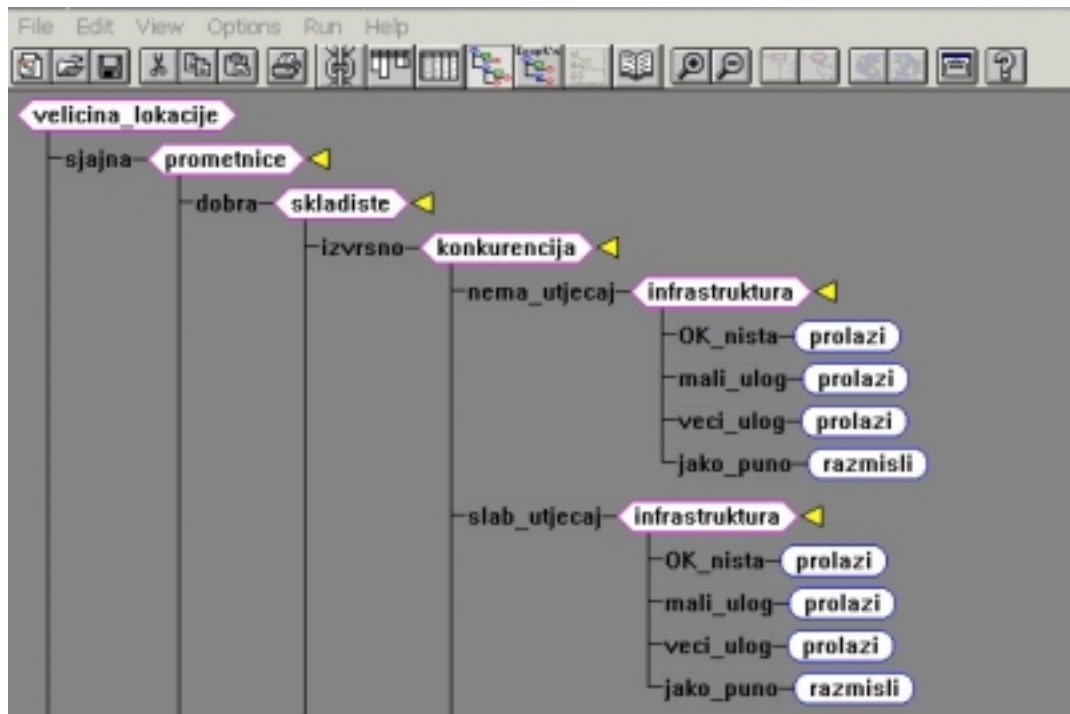 File Edit View Options Run Help
velicina_lokacije
sjajna prometnice
dobra skladiste
izvrsno konkurencija
nema_utjecaj infrastruktura
OK_nista prolazi
mali_ulog prolazi
veci_ulog prolazi
jako_puno razmisli
slab_utjecaj infrastruktura
OK_nista prolazi
mali_ulog prolazi
veci_ulog prolazi
jako_puno razmisli